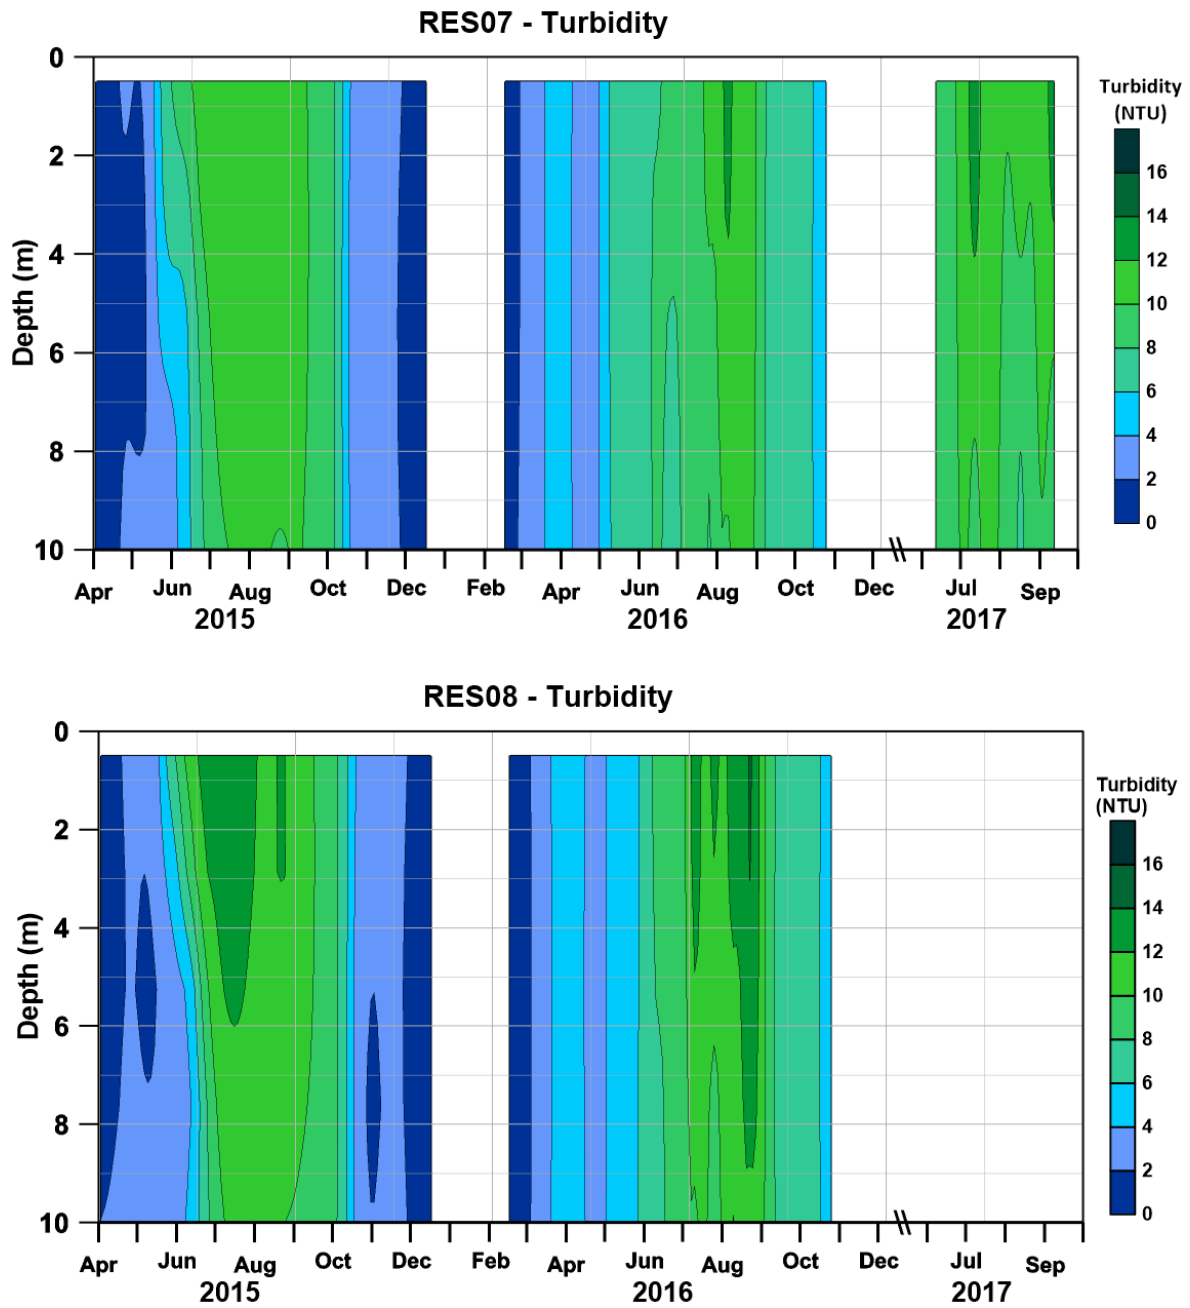 RES07 - Turbidity
0
2
4
6
8
10
Depth (m)
Apr Jun Aug Oct Dec Feb Apr Jun Aug Oct Dec Jul Sep
2015 2016 2017
Turbidity
(NTU)
16
14
12
10
8
6
4
2
0
RES08 - Turbidity
0
2
4
6
8
10
Depth (m)
Apr Jun Aug Oct Dec Feb Apr Jun Aug Oct Dec Jul Sep
2015 2016 2017
Turbidity
(NTU)
16
14
12
10
8
6
4
2
0